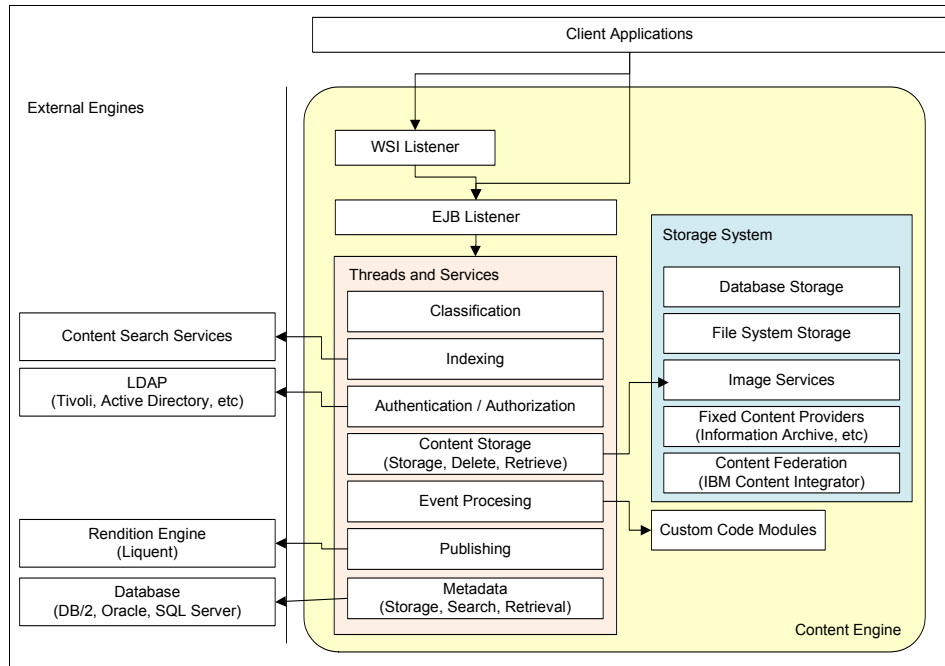 Client Applications
External Engines
WSI Listener
EJB Listener
Threads and Services
Classification
Indexing
Authentication / Authorization
Content Storage
(Storage, Delete, Retrieve)
Event Procesing
Publishing
Metadata
(Storage, Search, Retrieval)
Content Search Services
LDAP
(Tivoli, Active Directory, etc)
Rendition Engine
(Liquent)
Database
(DB/2, Oracle, SQL Server)
Storage System
Database Storage
File System Storage
Image Services
Fixed Content Providers
(Information Archive, etc)
Content Federation
(IBM Content Integrator)
Custom Code Modules
Content Engine